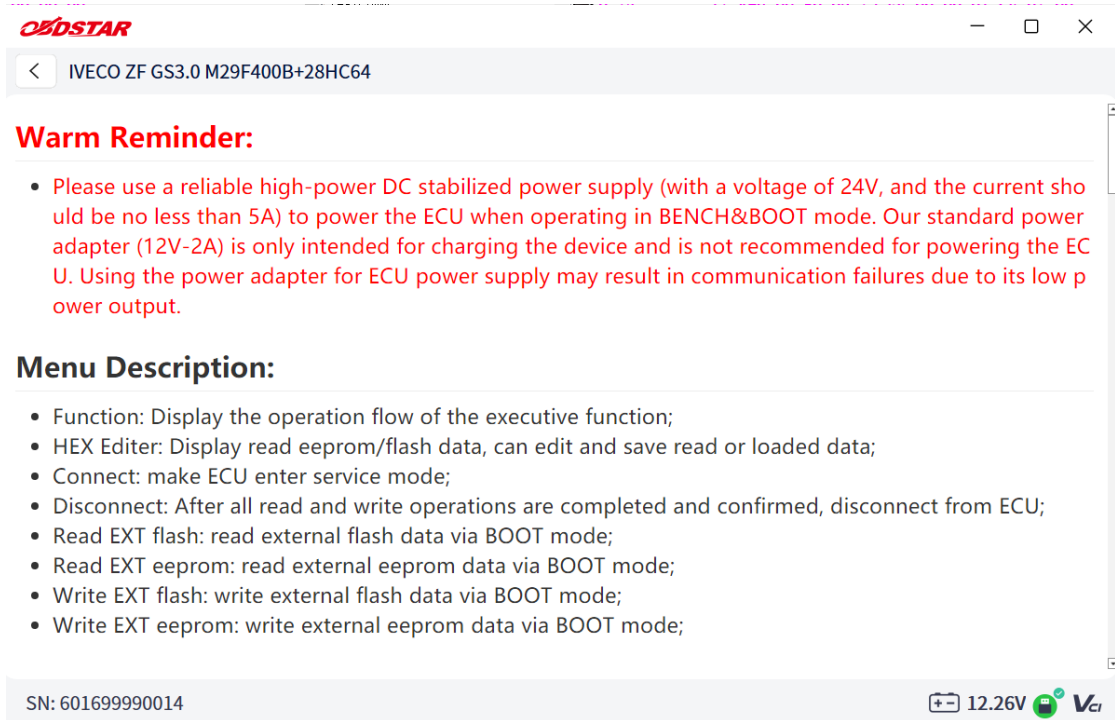 OBDSTAR
IVECO ZF GS3.0 M29F400B+28HC64
Warm Reminder:
Please use a reliable high-power DC stabilized power supply (with a voltage of 24V, and the current sho
uld be no less than 5A) to power the ECU when operating in BENCH&BOOT mode. Our standard power
adapter (12V-2A) is only intended for charging the device and is not recommended for powering the EC
U. Using the power adapter for ECU power supply may result in communication failures due to its low p
ower output.
Menu Description:
Function: Display the operation flow of the executive function;
HEX Editer: Display read eeprom/flash data, can edit and save read or loaded data;
Connect: make ECU enter service mode;
Disconnect: After all read and write operations are completed and confirmed, disconnect from ECU;
Read EXT flash: read external flash data via BOOT mode;
Read EXT eeprom: read external eeprom data via BOOT mode;
Write EXT flash: write external flash data via BOOT mode;
Write EXT eeprom: write external eeprom data via BOOT mode;
SN: 601699990014
12.26V
VCI